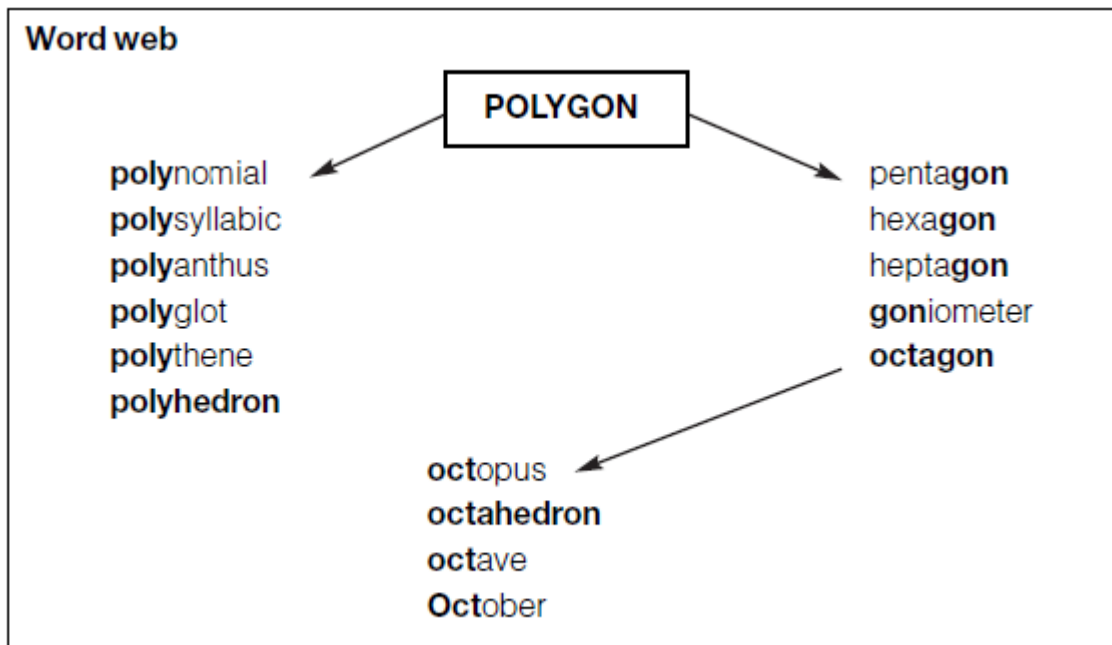 Word web
POLYGON
polynomial
polysyllabic
polyanthus
polyglot
polythene
polyhedron
pentagon
hexagon
heptagon
goniometer
octagon
octopus
octahedron
octave
October